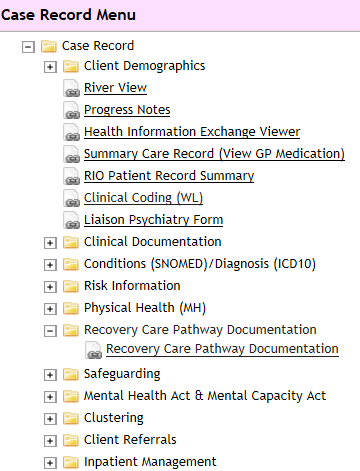 Case Record Menu
Case Record
Client Demographics
River View
Progress Notes
Health Information Exchange Viewer
Summary Care Record (View GP Medication)
RIO Patient Record Summary
Clinical Coding (WL)
Liaison Psychiatry Form
Clinical Documentation
Conditions (SNOMED)/Diagnosis (ICD10)
Risk Information
Physical Health (MH)
Recovery Care Pathway Documentation
Recovery Care Pathway Documentation
Safeguarding
Mental Health Act & Mental Capacity Act
Clustering
Client Referrals
Inpatient Management